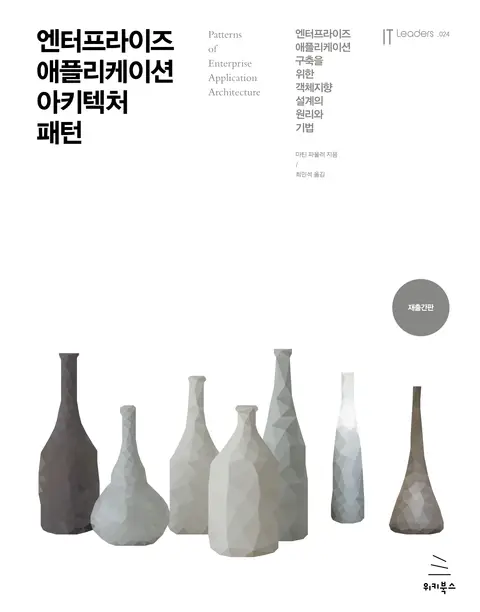 엔터프라이즈
애플리케이션
아키텍처
패턴
Patterns
of
Enterprise
Application
Architecture
엔터프라이즈
애플리케이션
구축을
위한
객체지향
설계의
원리와
기법
마틴 파울러 지음
/
최민석 옮김
IT Leaders .024
재출간판
위키북스